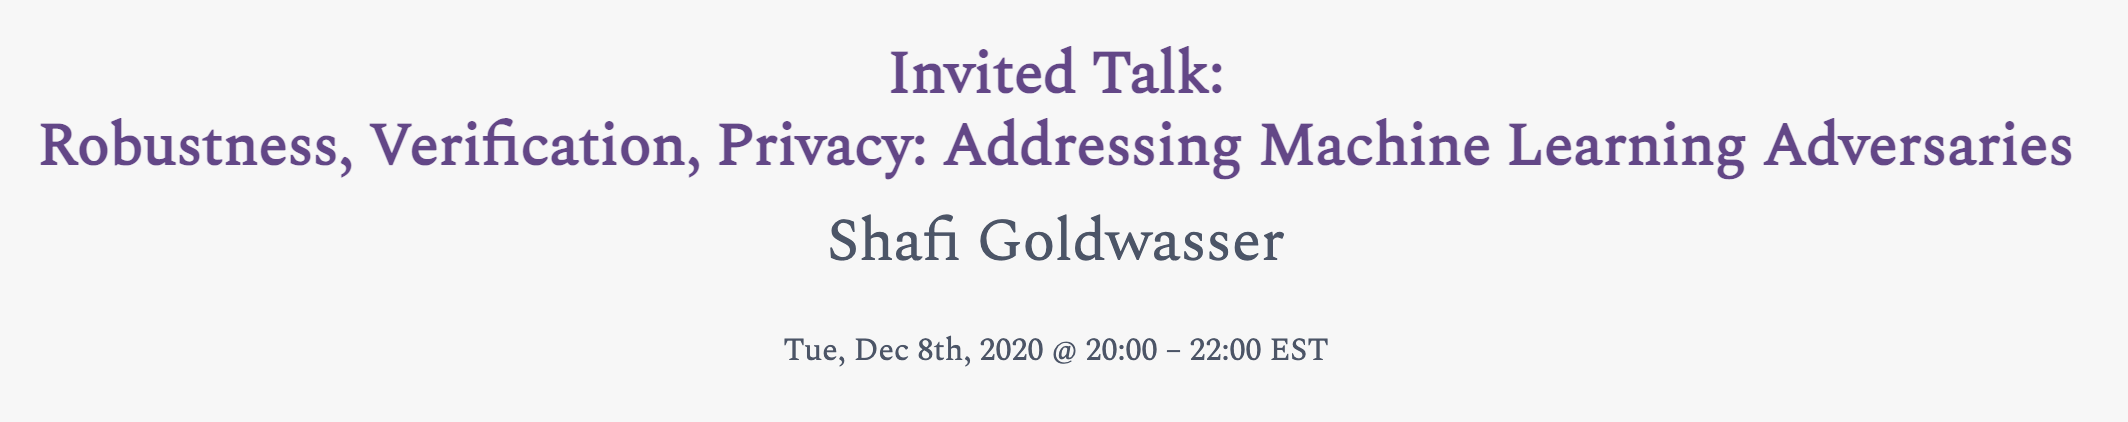 Invited Talk:
Robustness, Verification, Privacy: Addressing Machine Learning Adversaries
Shafi Goldwasser
Tue, Dec 8th, 2020 @ 20:00 – 22:00 EST